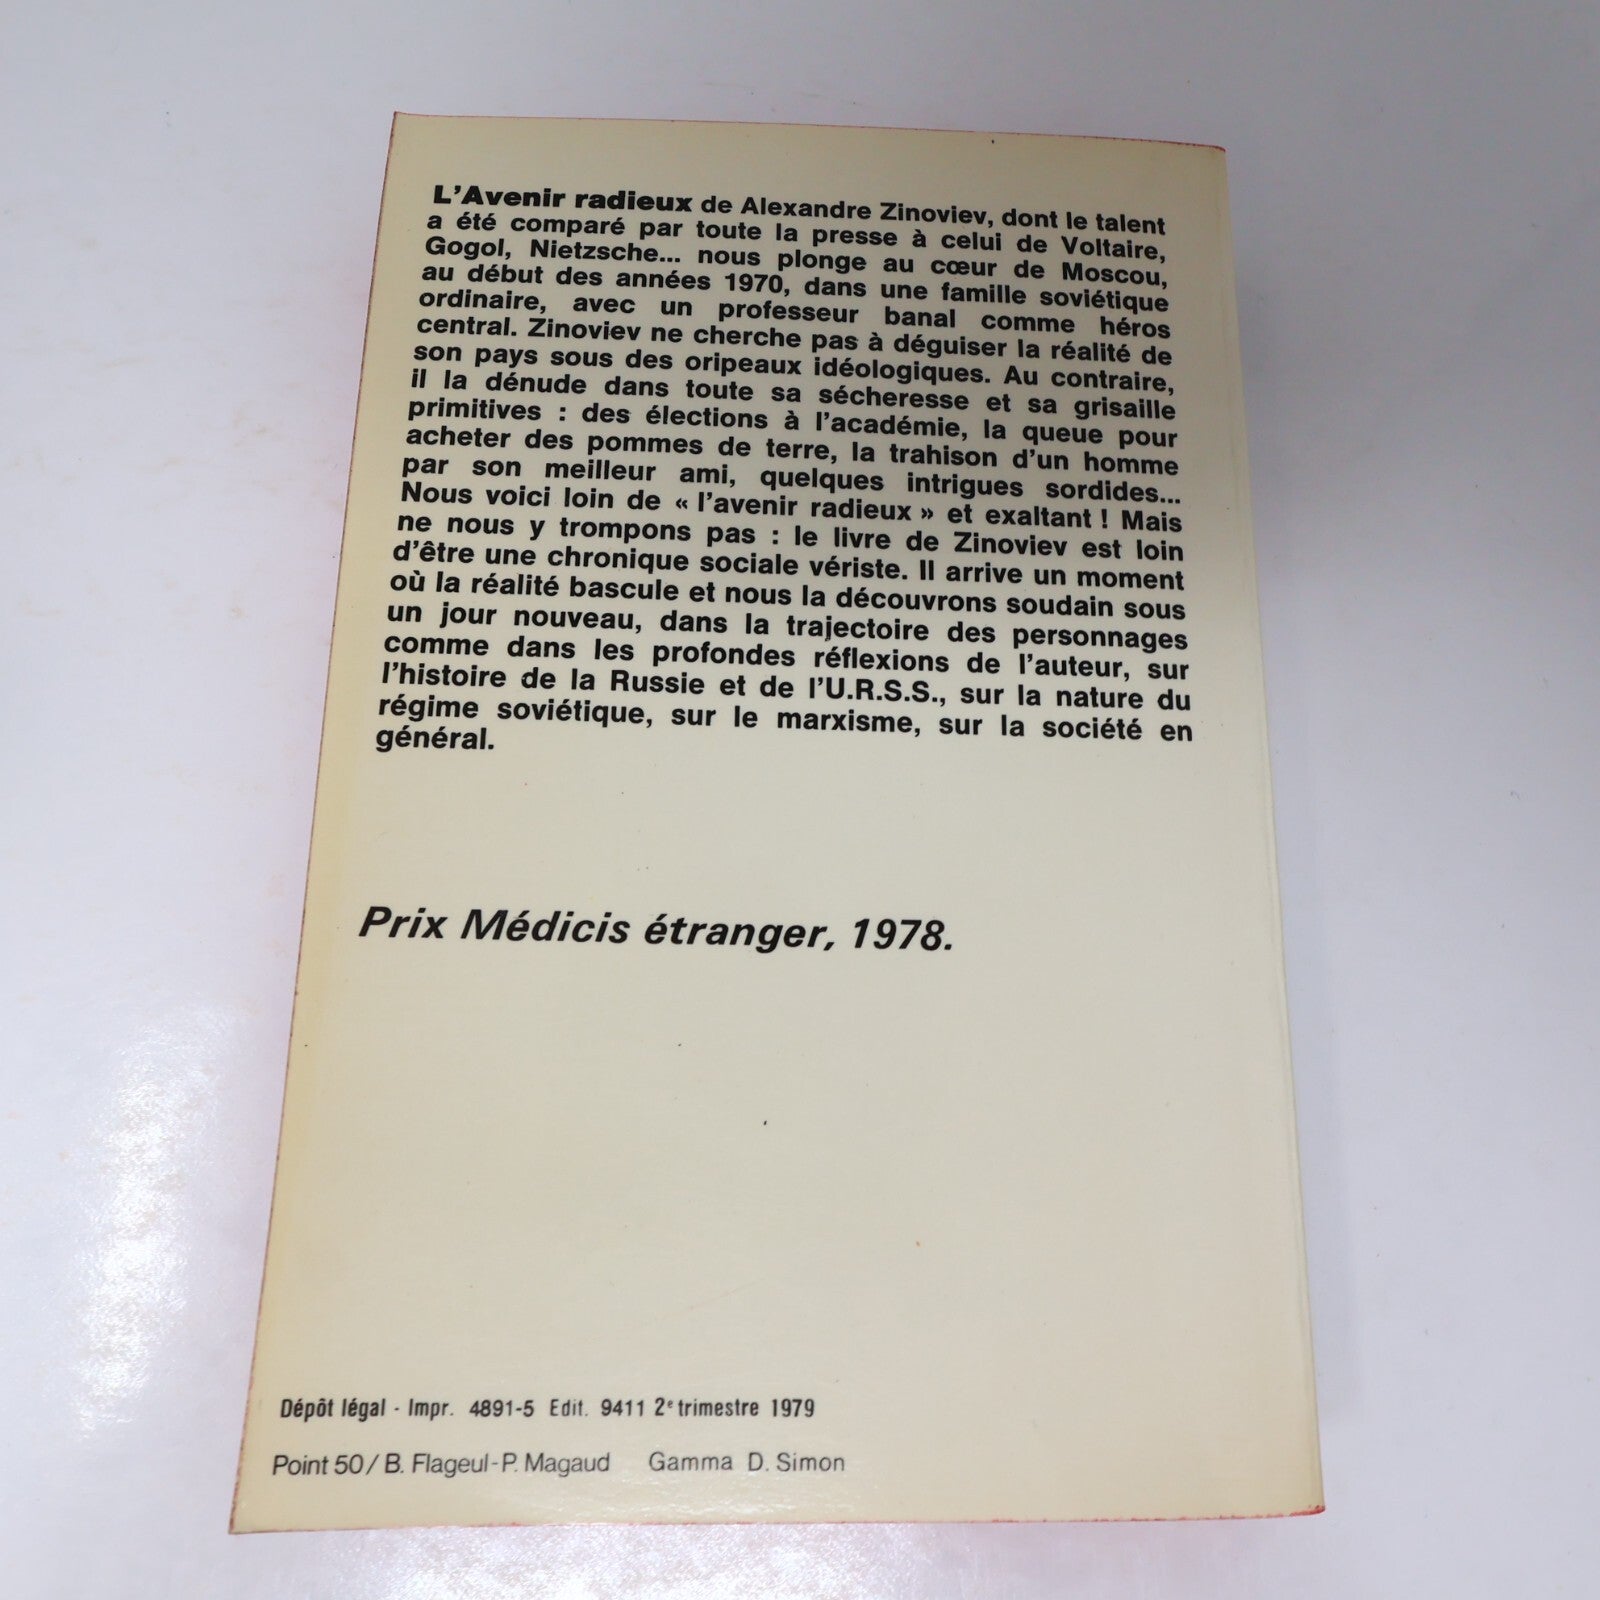 L'Avenir radieux de Alexandre Zinoviev, dont le talent
a été comparé par toute la presse à celui de Voltaire,
Gogol, Nietzsche... nous plonge au cœur de Moscou,
au début des années 1970, dans une famille soviétique
ordinaire, avec un professeur banal comme héros
central. Zinoviev ne cherche pas à déguiser la réalité de
son pays sous des oripeaux idéologiques. Au contraire,
il la dénude dans toute sa sécheresse et sa grisaille
primitives : des élections à l'académie, la queue pour
acheter des pommes de terre, la trahison d'un homme
par son meilleur ami, quelques intrigues sordides...
Nous voici loin de « l'avenir radieux » et exaltant ! Mais
ne nous y trompons pas : le livre de Zinoviev est loin
d'être une chronique sociale vériste. Il arrive un moment
où la réalité bascule et nous la découvrons soudain sous
un jour nouveau, dans la trajectoire des personnages
comme dans les profondes réflexions de l'auteur, sur
l'histoire de la Russie et de l'U.R.S.S., sur la nature du
régime soviétique, sur le marxisme, sur la société en
général.
Prix Médicis étranger, 1978.
Dépôt légal - Impr. 4891-5 Edit. 9411 2e trimestre 1979
Point 50 / B. Flageul-P. Magaud Gamma D. Simon